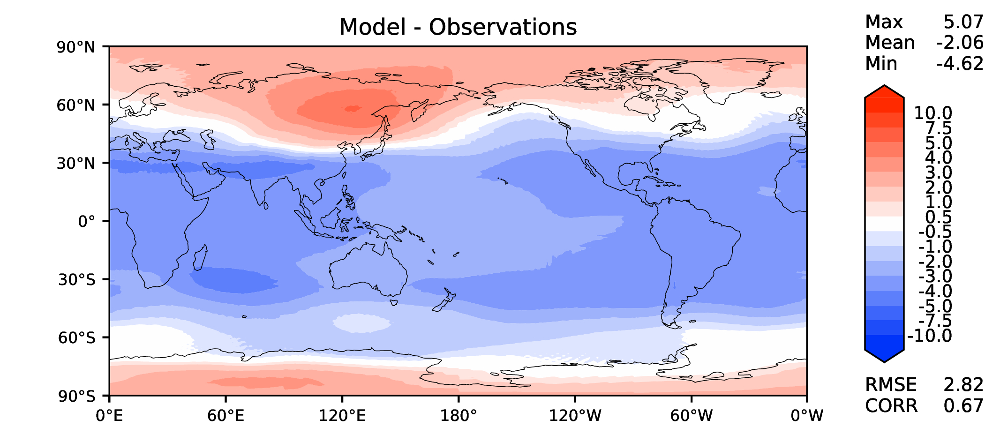 Model - Observations
Max 5.07
Mean -2.06
Min -4.62
90°N
60°N
30°N
0°
30°S
60°S
90°S
0°E 60°E 120°E 180° 120°W 60°W 0°W
10.0
7.5
5.0
4.0
3.0
2.0
1.0
0.5
-0.5
-1.0
-2.0
-3.0
-4.0
-5.0
-7.5
-10.0
RMSE 2.82
CORR 0.67